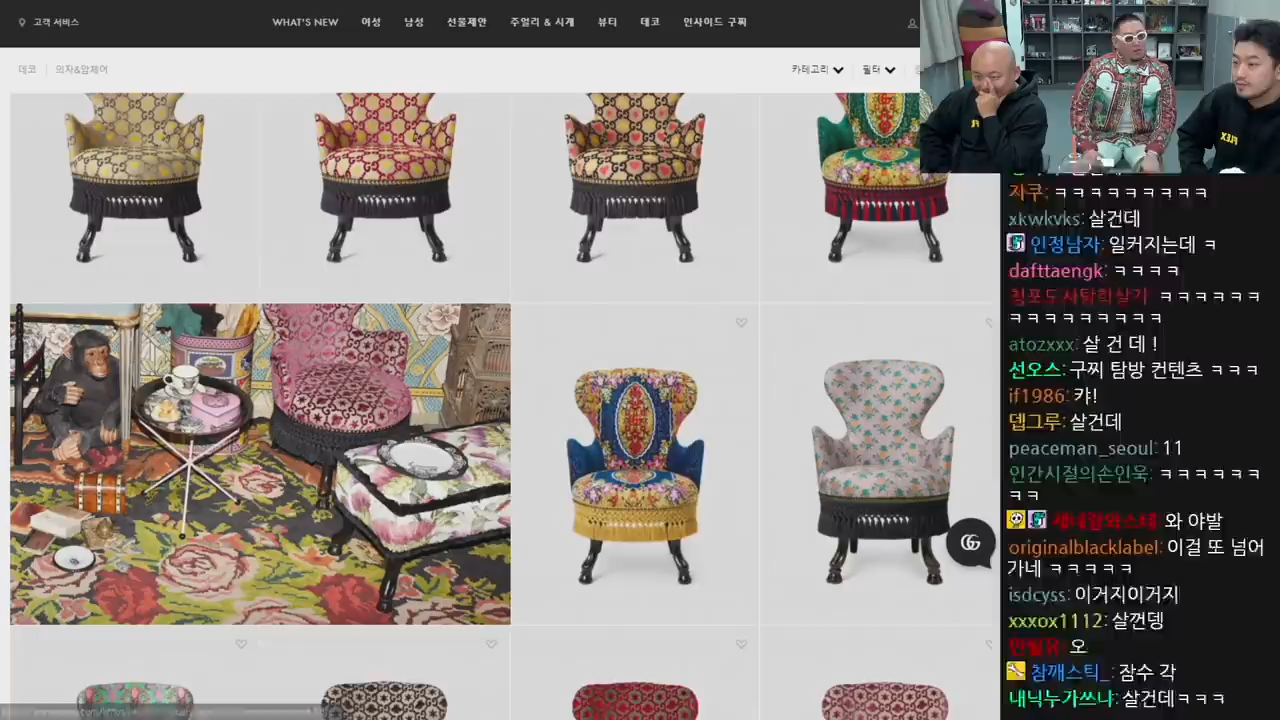 고객 서비스
WHAT'S NEW 여성 남성 선물제안 주얼리 & 시계 뷰티 데코 인사이드 구찌
데코 의자&암체어
카테고리 필터
자구: ㅋㅋㅋㅋㅋㅋㅋㅋㅋ
xkwkvks: 살건데
인정남자: 일커지는데 ㅋ
dafttaengk: ㅋㅋㅋㅋ
ㅋㅋㅋㅋㅋㅋ
ㅋㅋㅋㅋㅋㅋㅋㅋㅋ
atozxxx: 살 건 데 !
선오스: 구찌 탐방 컨텐츠 ㅋㅋㅋ
if1986: 캬!
뎁그루: 살건데
peaceman_seoul: 11
인간시절의손인욱: ㅋㅋㅋㅋㅋㅋ
ㅋㅋ
와 야발
originalblacklabel: 이걸 또 넘어
가네 ㅋㅋㅋㅋㅋ
isdcyss: 이거지이거지
xxxox1112: 살껀뎅
오
참깨스틱_: 잠수 각
내닉누가쓰냐: 살건데ㅋㅋㅋ
FLEX